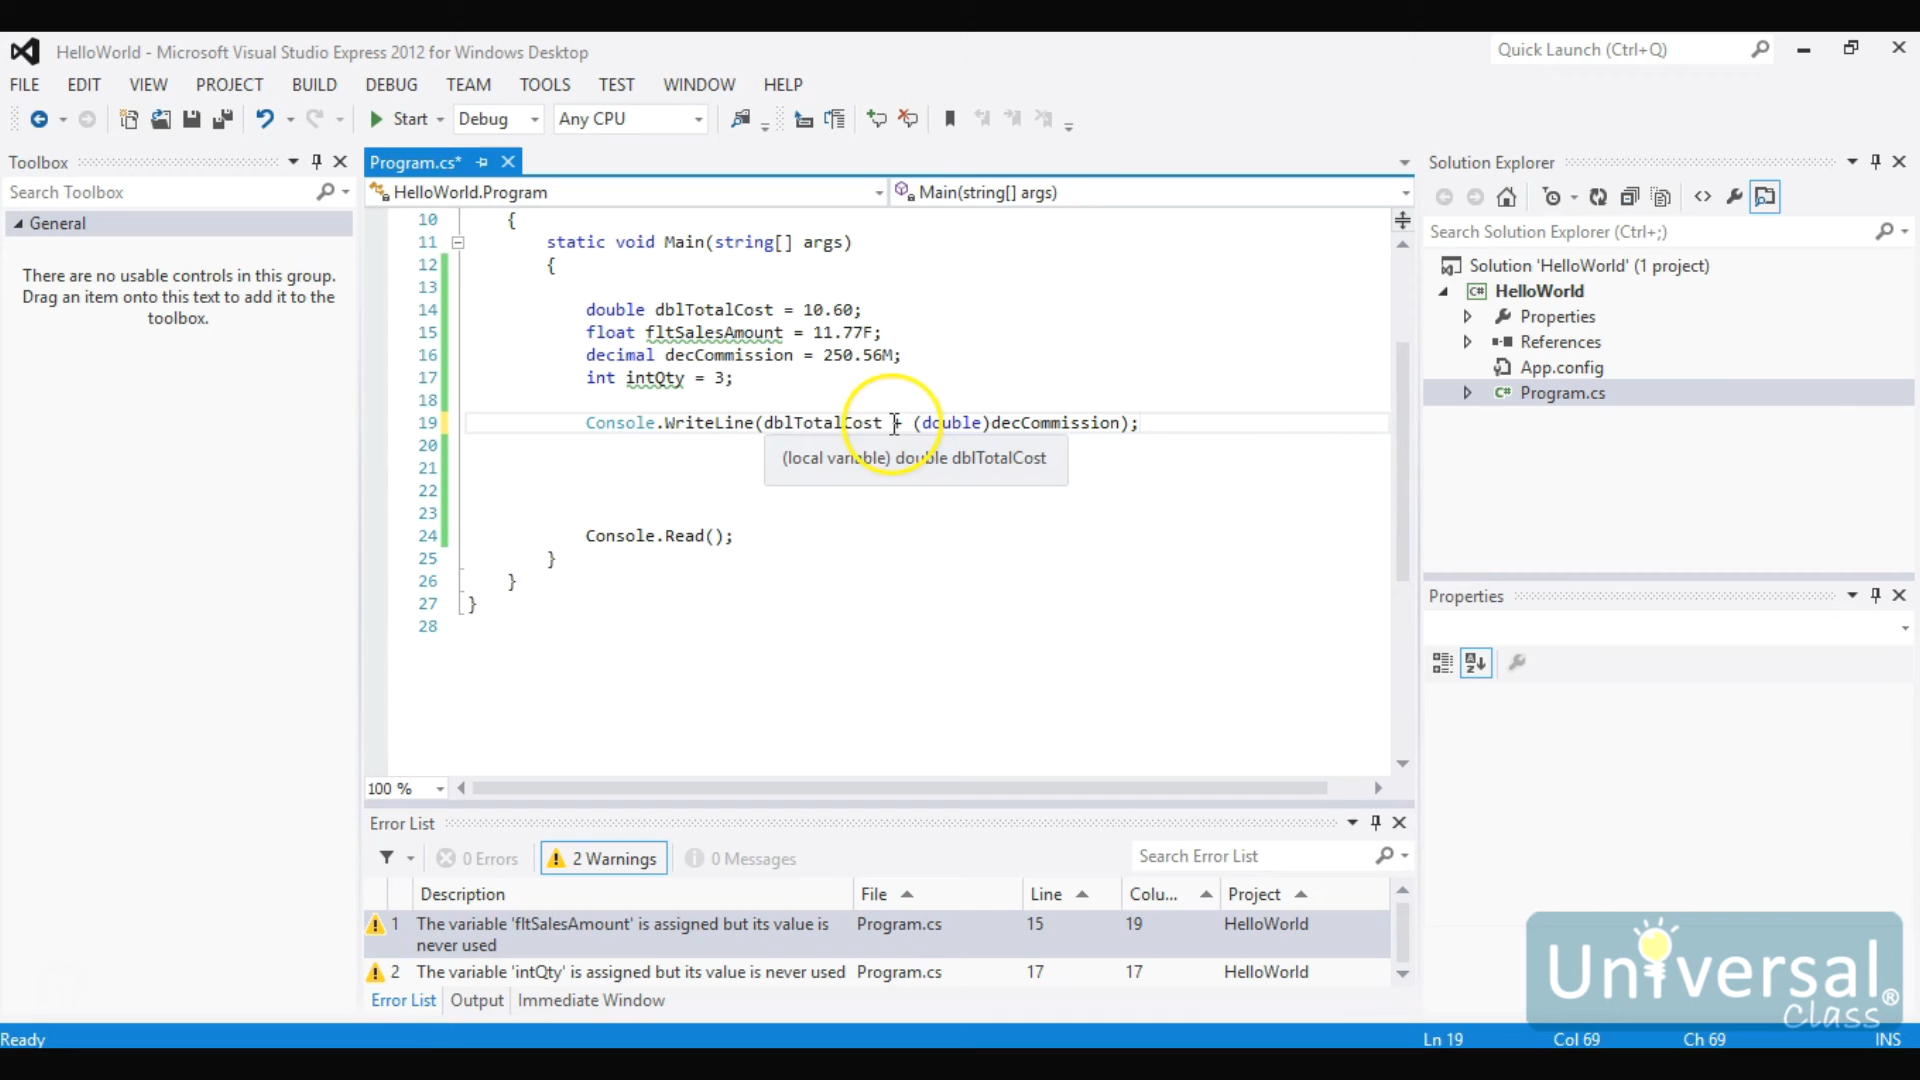 HelloWorld - Microsoft Visual Studio Express 2012 for Windows Desktop
Quick Launch (Ctrl+Q)
FILE EDIT VIEW PROJECT BUILD DEBUG TEAM TOOLS TEST WINDOW HELP
Start Debug Any CPU
Toolbox
Search Toolbox
General
There are no usable controls in this group.
Drag an item onto this text to add it to the
toolbox.
Program.cs*
HelloWorld.Program
Main(string[] args)
10 {
11 static void Main(string[] args)
12 {
13
14 double dblTotalCost = 10.60;
15 float fltSalesAmount = 11.77F;
16 decimal decCommission = 250.56M;
17 int intQty = 3;
18
19 Console.WriteLine(dblTotalCost + (double)decCommission);
(local variable) double dblTotalCost
20
21
22
23
24 Console.Read();
25 }
26 }
27 }
28
100 %
Error List
0 Errors 2 Warnings 0 Messages
Search Error List
Description File Line Colu... Project
1 The variable 'fltSalesAmount' is assigned but its value is never used Program.cs 15 19 HelloWorld
2 The variable 'intQty' is assigned but its value is never used Program.cs 17 17 HelloWorld
Error List Output Immediate Window
Solution Explorer
Search Solution Explorer (Ctrl+;)
Solution 'HelloWorld' (1 project)
C# HelloWorld
Properties
References
App.config
C# Program.cs
Properties
Universal®
Class
Ready
Ln 19 Col 69 Ch 69 INS